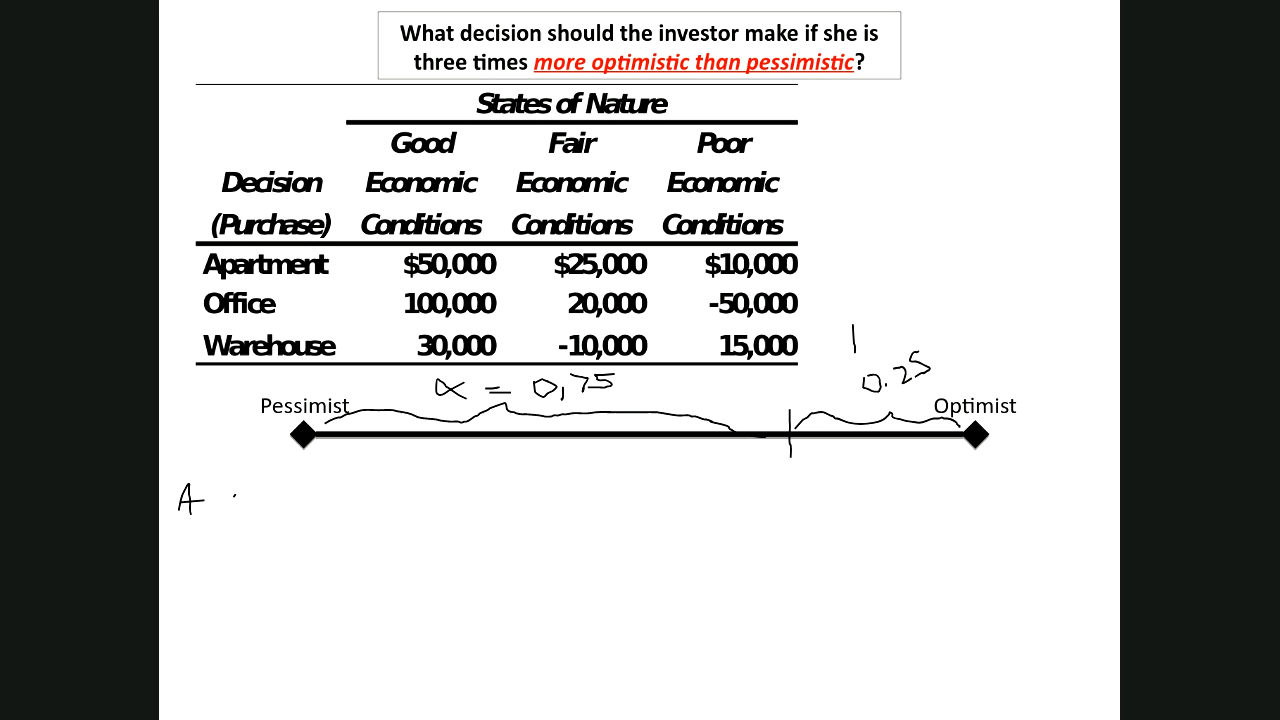 What decision should the investor make if she is
three times more optimistic than pessimistic?
States of Nature
Good Fair Poor
Decision Economic Economic Economic
(Purchase) Conditions Conditions Conditions
Apartment $50,000 $25,000 $10,000
Office 100,000 20,000 -50,000
Warehouse 30,000 -10,000 15,000
α = 0,75 0.25
Pessimist Optimist
A